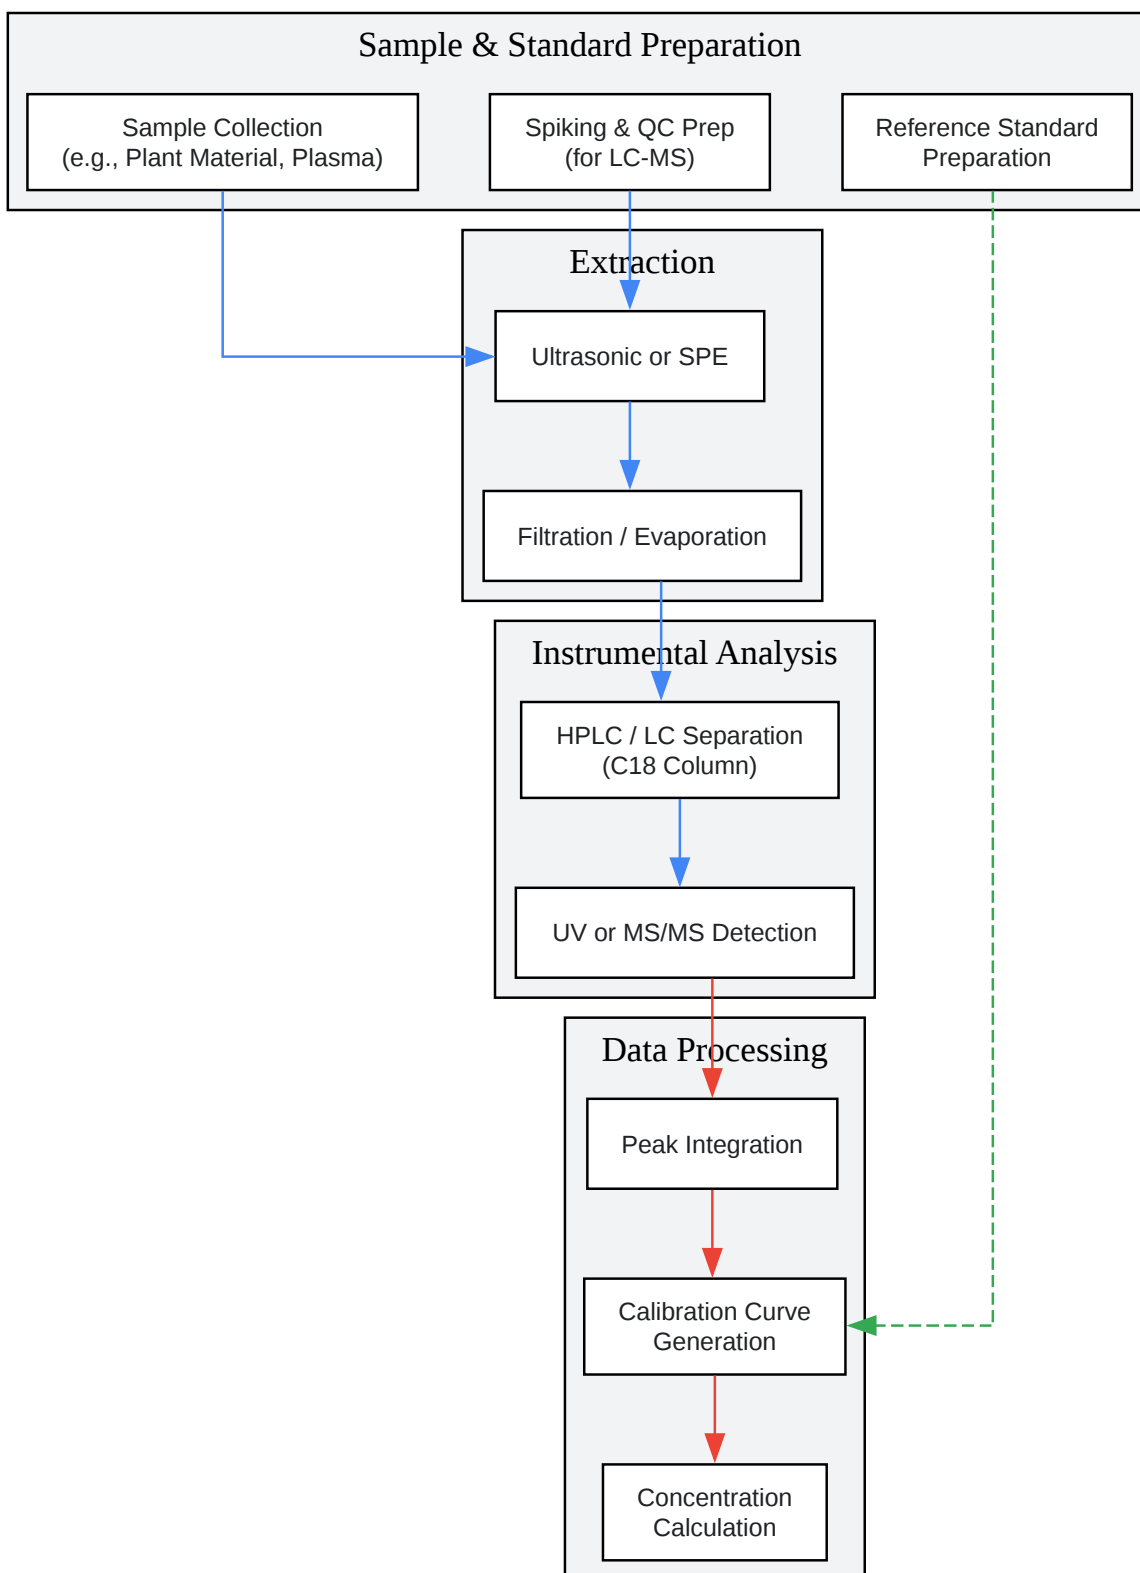 Sample & Standard Preparation
Sample Collection
(e.g., Plant Material, Plasma)
Spiking & QC Prep
(for LC-MS)
Reference Standard
Preparation
Extraction
Ultrasonic or SPE
Filtration / Evaporation
Instrumental Analysis
HPLC / LC Separation
(C18 Column)
UV or MS/MS Detection
Data Processing
Peak Integration
Calibration Curve
Generation
Concentration
Calculation